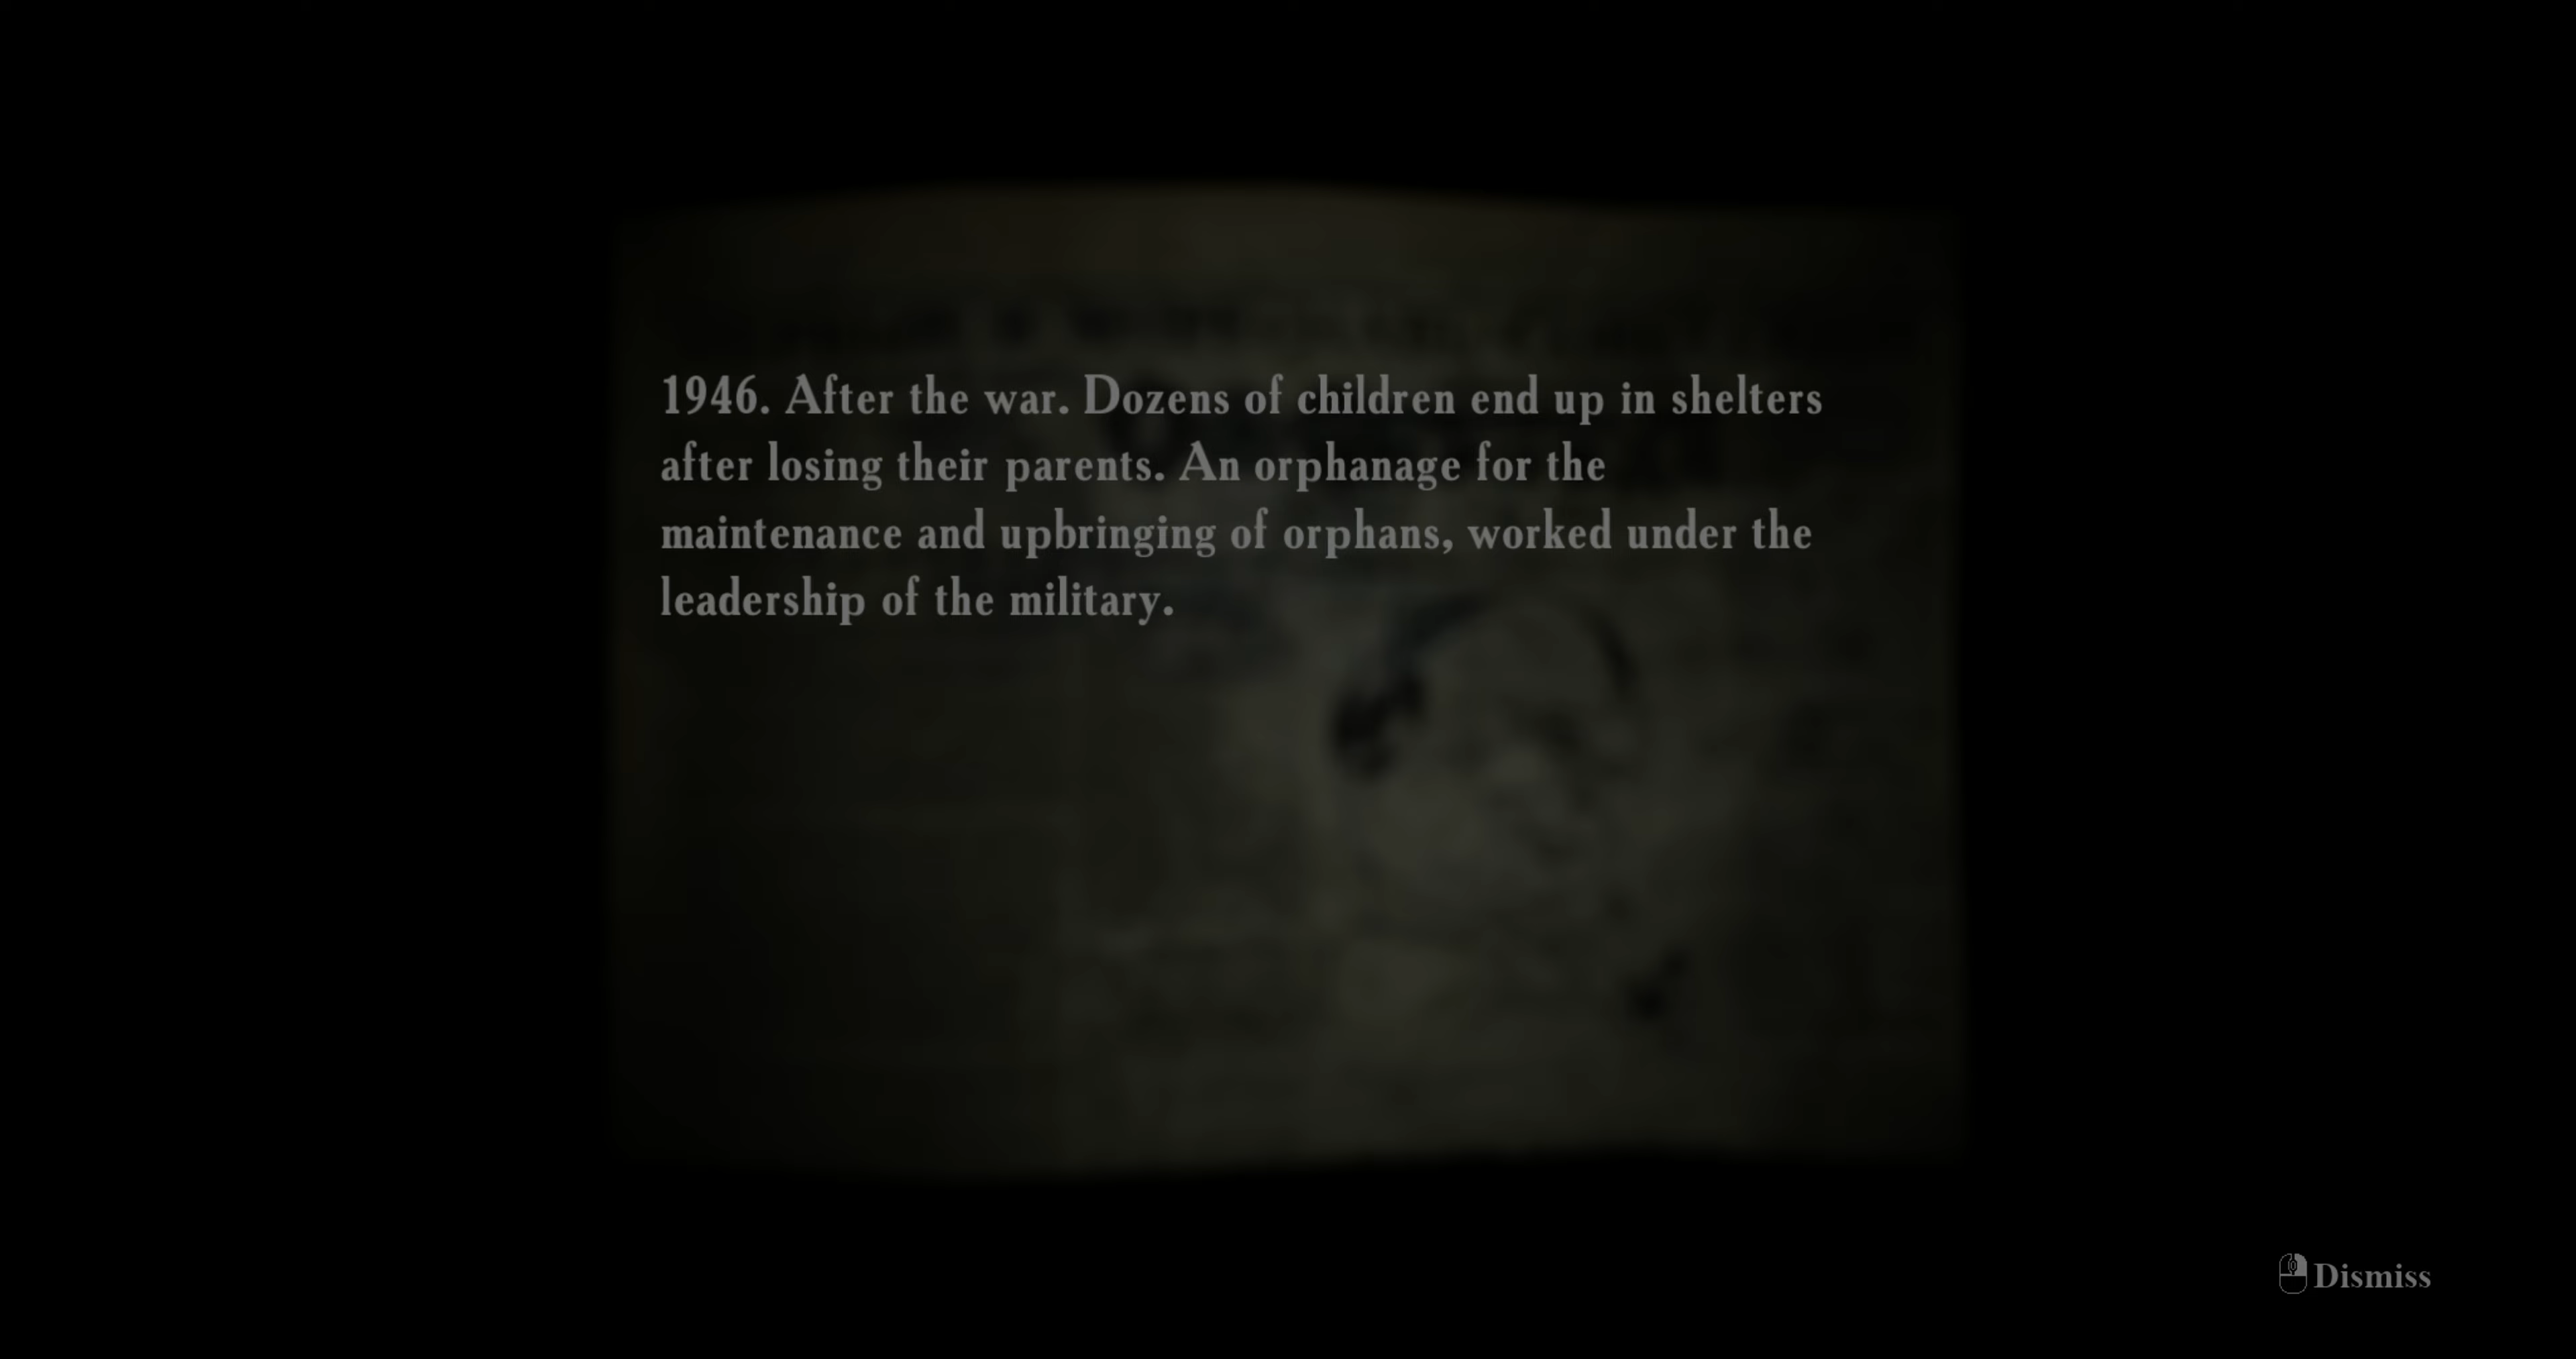 1946. After the war. Dozens of children end up in shelters
after losing their parents. An orphanage for the
maintenance and upbringing of orphans, worked under the
leadership of the military.
Dismiss